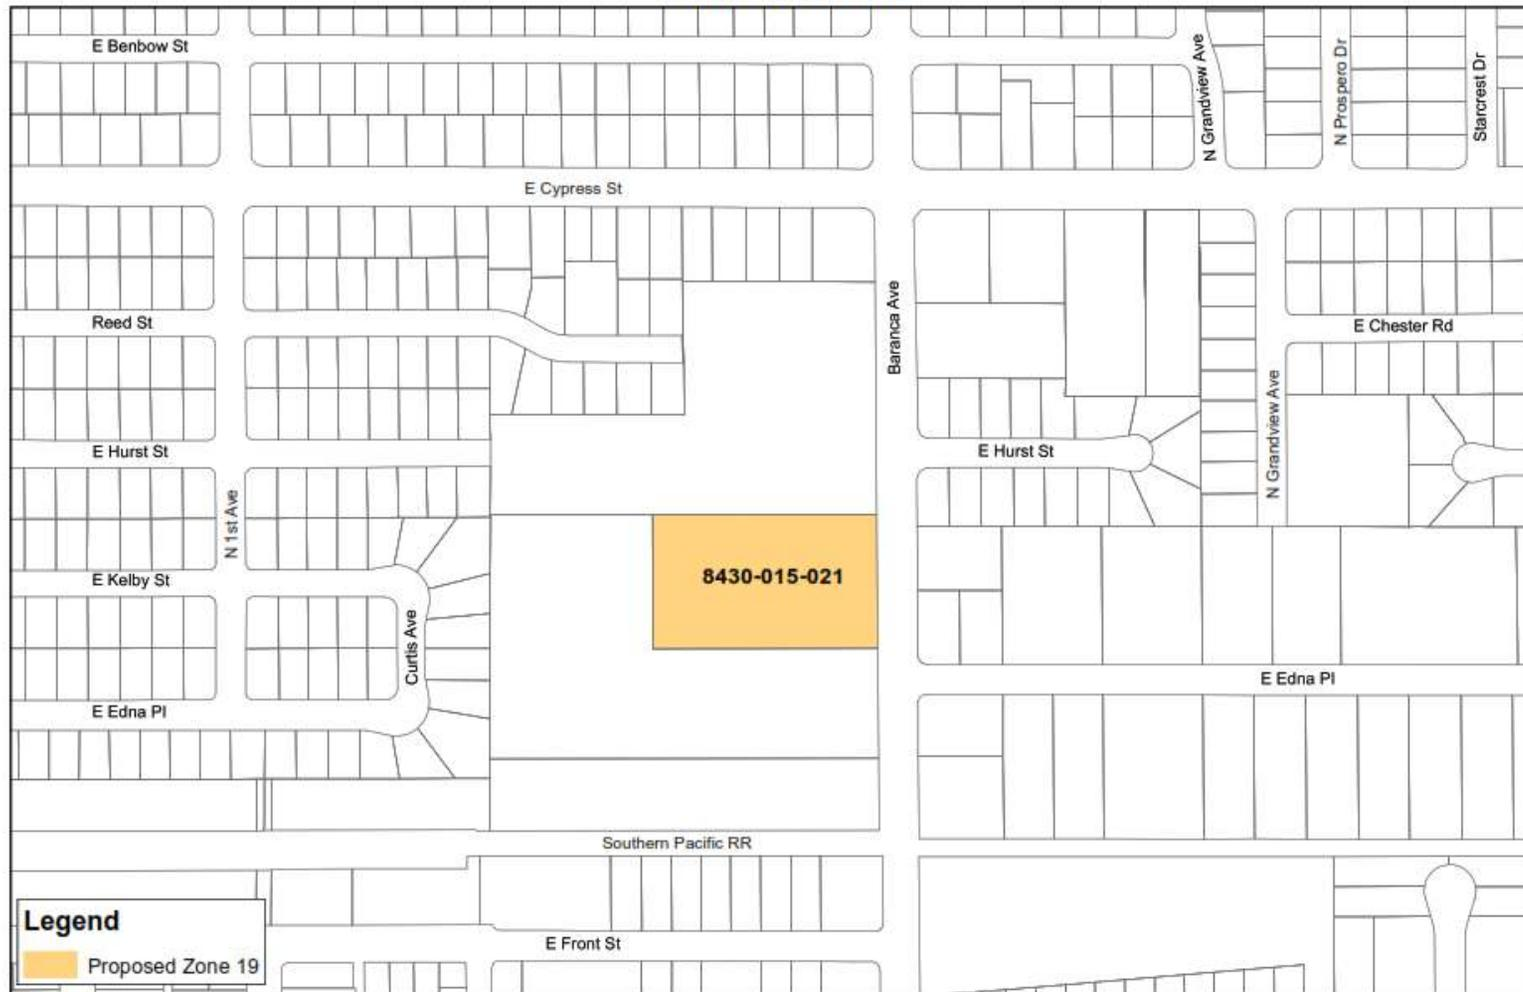 E Benbow St
N Grandview Ave
N Prospero Dr
Starcrest Dr
E Cypress St
Reed St
Baranca Ave
E Chester Rd
E Hurst St
E Hurst St
N Grandview Ave
N 1st Ave
E Kelby St
8430-015-021
Curtis Ave
E Edna Pl
E Edna Pl
Southern Pacific RR
E Front St
Legend
Proposed Zone 19